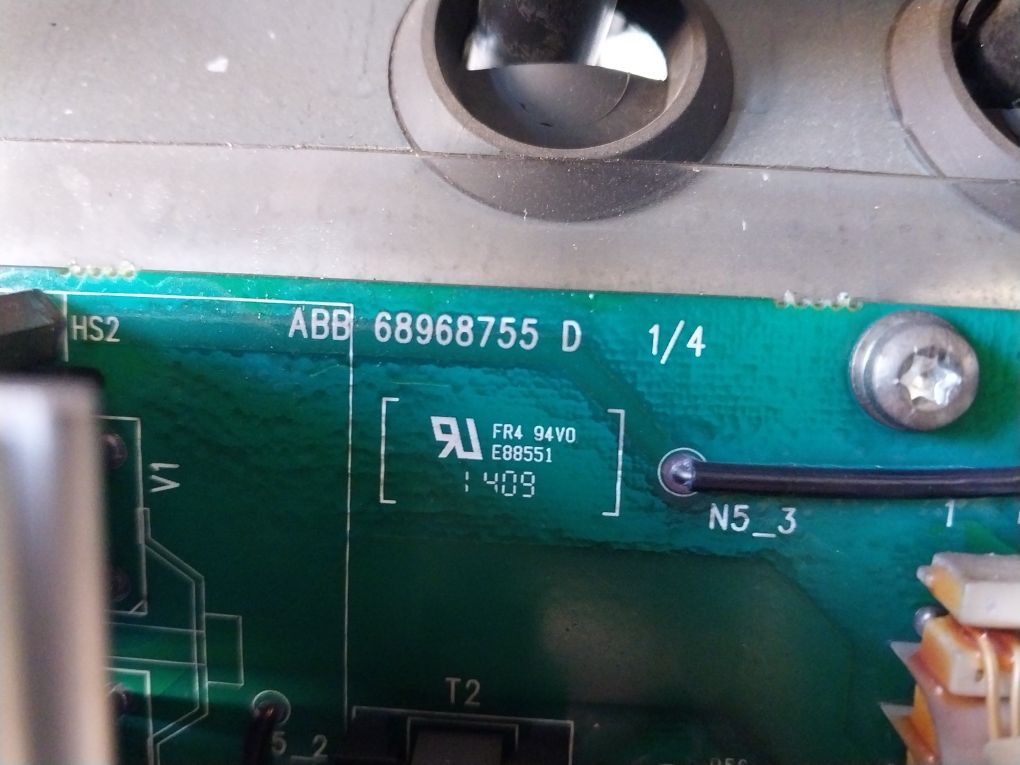 HS2
ABB 68968755 D 1/4
FR4 94V0
E88551
1409
V1
N5_3
1
T2
5_2